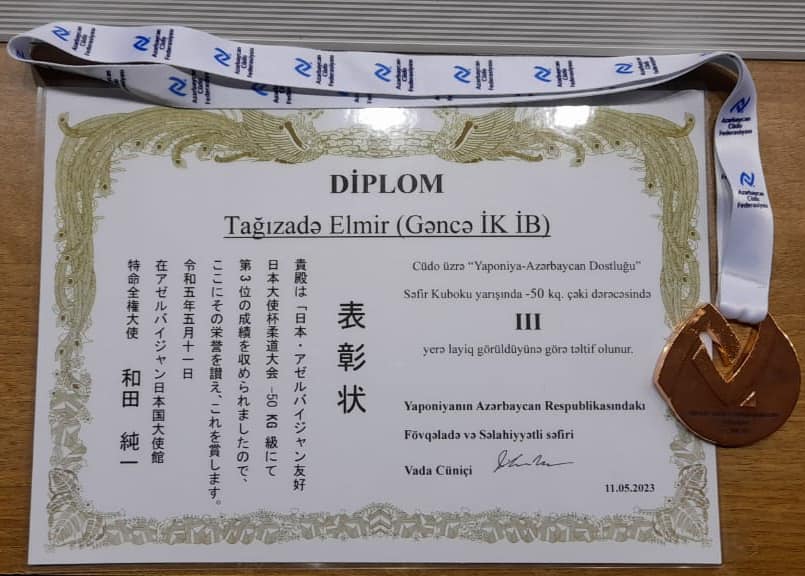 Azərbaycan
Cüdo
Federasiyası
DİPLOM
Tağızadə Elmir (Gəncə İK İB)
Cüdo üzrə “Yaponiya-Azərbaycan Dostluğu”
Səfir Kuboku yarışında -50 kq. çəki dərəcəsində
III
yerə layiq görüldüyünə görə təltif olunur.
Yaponiyanın Azərbaycan Respublikasındakı
Fövqəladə və Səlahiyyətli səfiri
Vada Cüniçi
11.05.2023
表彰状
貴殿は「日本・アゼルバイジャン友好
日本大使杯柔道大会 -50 KG 級にて
第3位の成績を収められましたので、
ここにその栄誉を讃え、これを賞します。
令和五年五月十一日
在アゼルバイジャン日本国大使館
特命全権大使 和田 純一